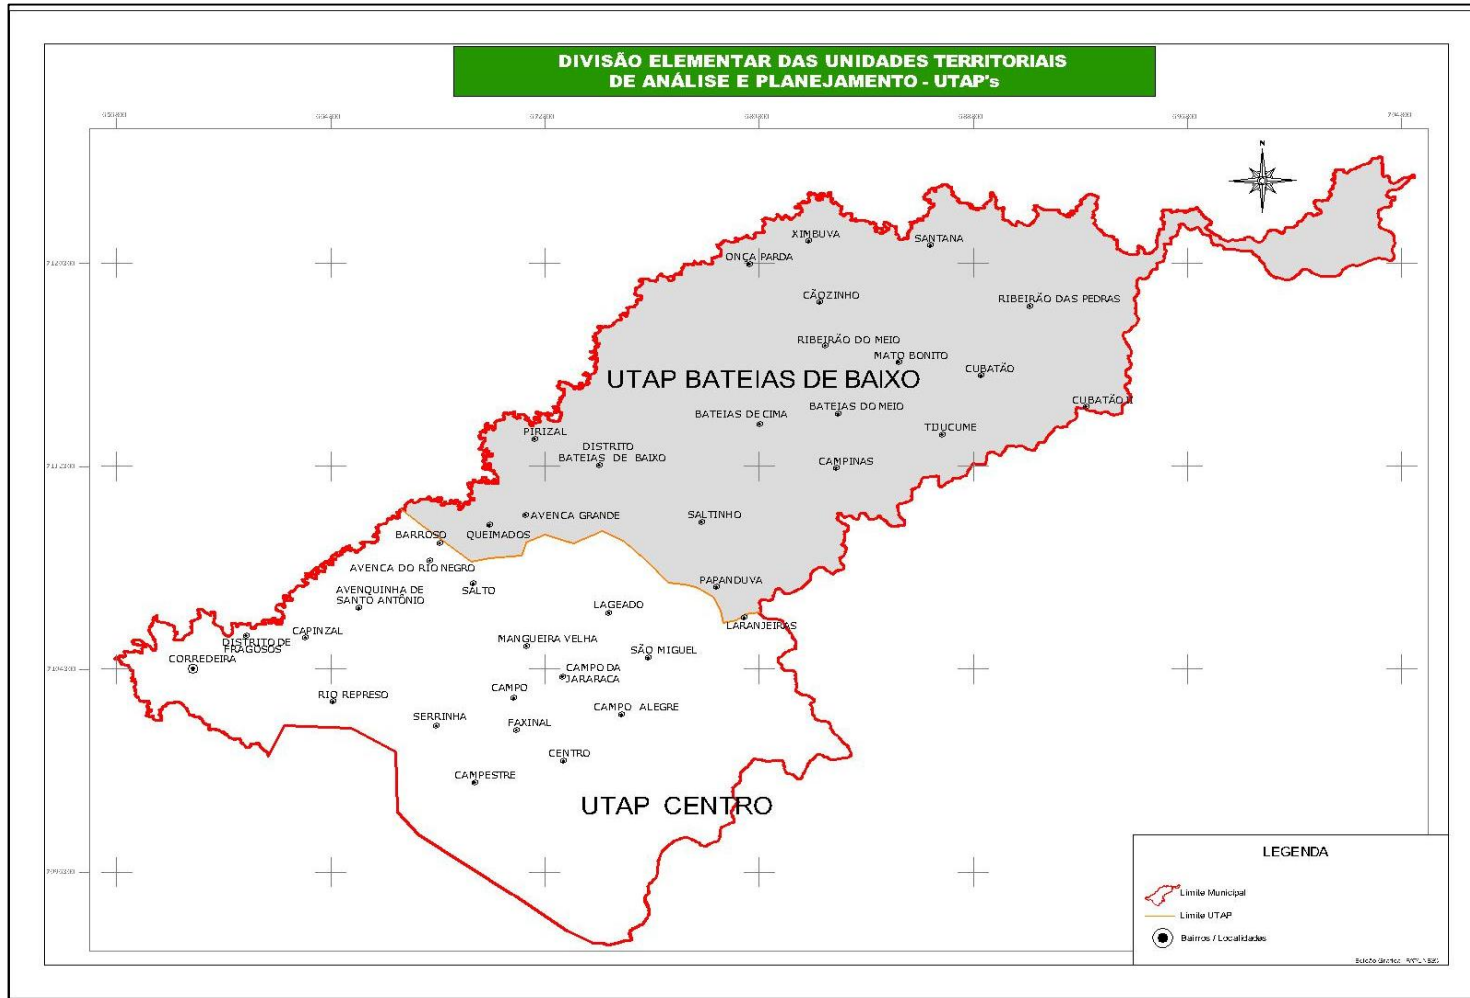 DIVISÃO ELEMENTAR DAS UNIDADES TERRITORIAIS
DE ANÁLISE E PLANEJAMENTO - UTAP's
N
XIMBUVA
SANTANA
ONÇA PARDA
CÃOZINHO
RIBEIRÃO DAS PEDRAS
RIBEIRÃO DO MEIO
MATO BONITO
CUBATÃO
UTAP BATEIAS DE BAIXO
CUBATÃO II
BATEIAS DO MEIO
BATEIAS DE CIMA
TIJUCUME
PIRIZAL
DISTRITO
BATEIAS DE BAIXO
CAMPINAS
AVENCA GRANDE
SALTINHO
BARROSO
QUEIMADOS
AVENCA DO RIO NEGRO
PAPANDUVA
SALTO
AVENQUINHA DE
SANTO ANTÔNIO
LAGEADO
LARANJEIRAS
CAPINZAL
DISTRITO DE
FRAGOSOS
MANGUEIRA VELHA
SÃO MIGUEL
CORREDEIRA
CAMPO DA
JARARACA
CAMPO
RIO REPRESO
CAMPO ALEGRE
SERRINHA
FAXINAL
CENTRO
CAMPESTRE
UTAP CENTRO
LEGENDA
Limite Municipal
Limite UTAP
Bairros / Localidades